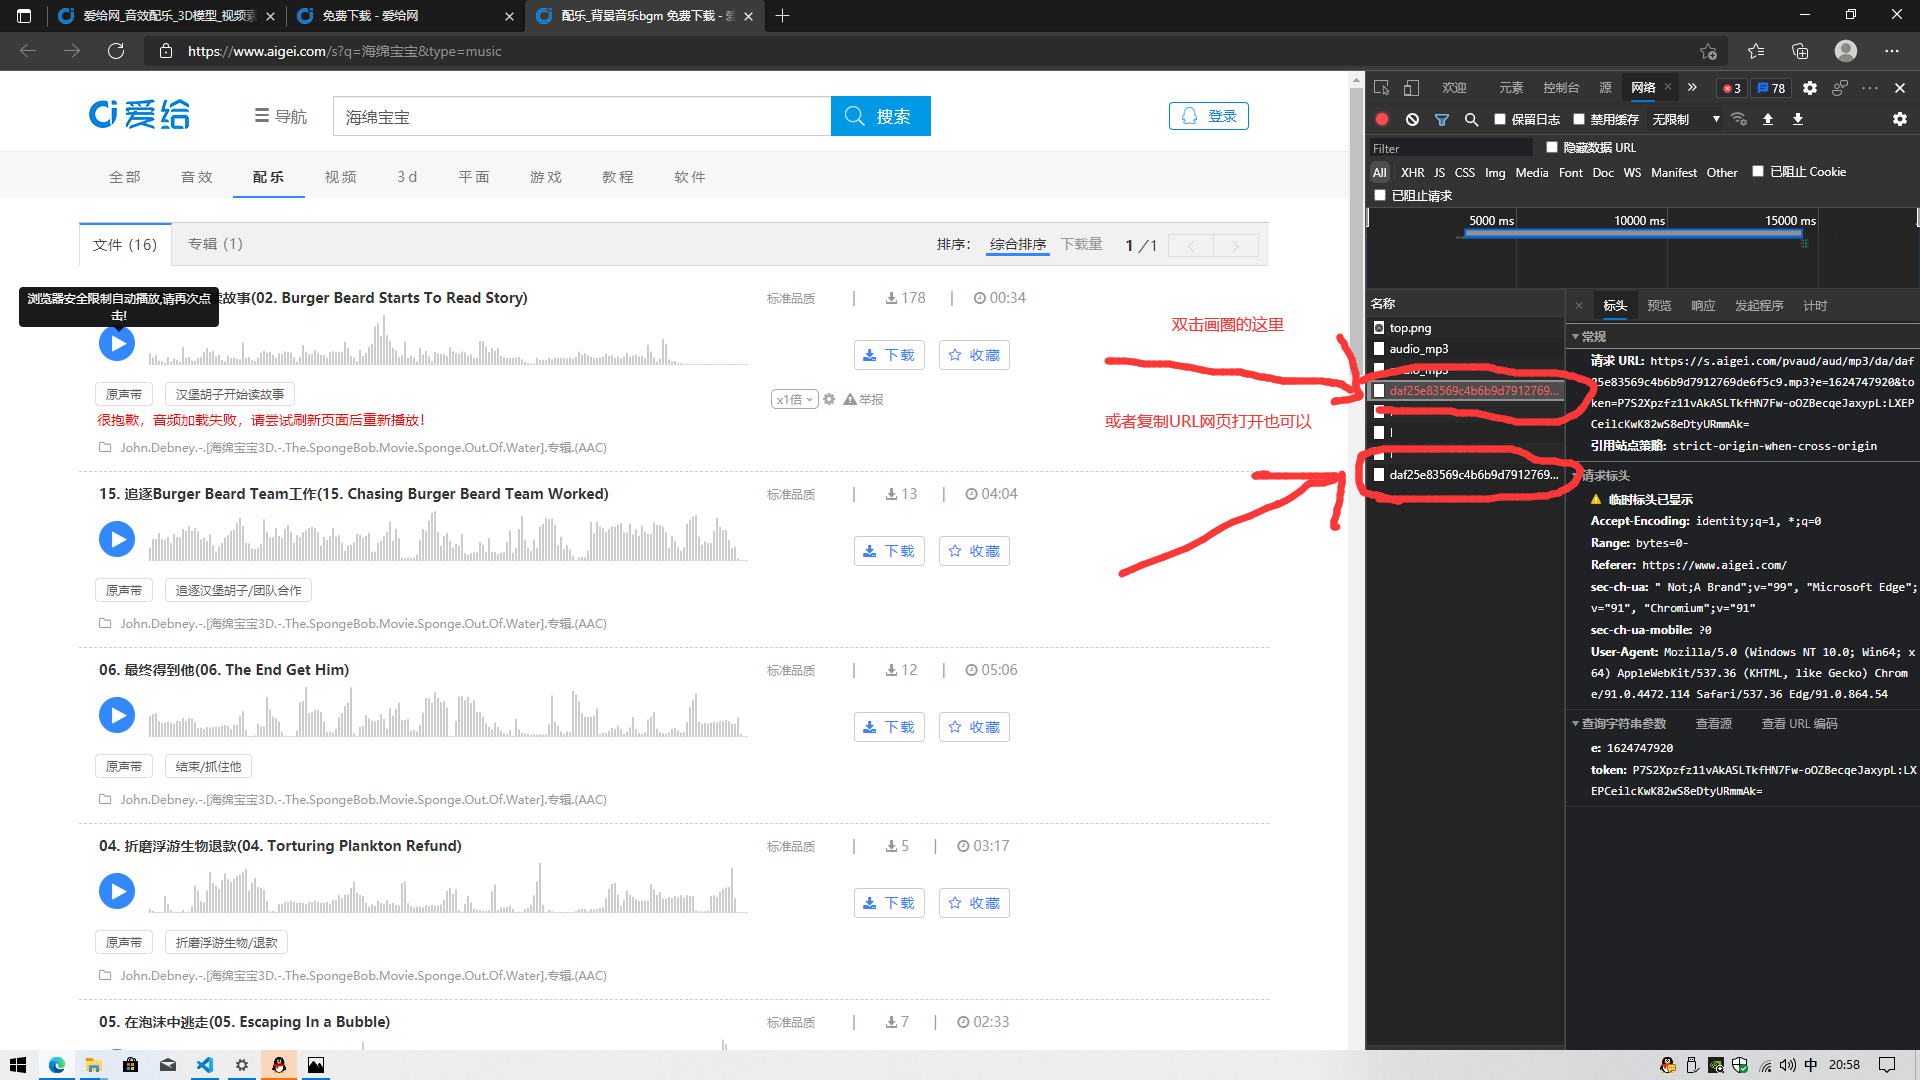 爱给网_音效配乐_3D模型_视频素
免费下载 - 爱给网
配乐_背景音乐bgm 免费下载 - 爱
https://www.aigei.com/s?q=海绵宝宝&type=music
爱给
导航
海绵宝宝
搜索
登录
全部
音效
配乐
视频
3d
平面
游戏
教程
软件
文件 (16)
专辑 (1)
排序：
综合排序
下载量
1 / 1
浏览器安全限制自动播放,请再次点击!
读故事(02. Burger Beard Starts To Read Story)
标准品质 | 178 | 00:34
下载
收藏
原声带
汉堡胡子开始读故事
x1倍
举报
很抱歉，音频加载失败，请尝试刷新页面后重新播放！
John.Debney.-.[海绵宝宝3D.-.The.SpongeBob.Movie.Sponge.Out.Of.Water].专辑.(AAC)
15. 追逐Burger Beard Team工作(15. Chasing Burger Beard Team Worked)
标准品质 | 13 | 04:04
下载
收藏
原声带
追逐汉堡胡子/团队合作
John.Debney.-.[海绵宝宝3D.-.The.SpongeBob.Movie.Sponge.Out.Of.Water].专辑.(AAC)
06. 最终得到他(06. The End Get Him)
标准品质 | 12 | 05:06
下载
收藏
原声带
结束/抓住他
John.Debney.-.[海绵宝宝3D.-.The.SpongeBob.Movie.Sponge.Out.Of.Water].专辑.(AAC)
04. 折磨浮游生物退款(04. Torturing Plankton Refund)
标准品质 | 5 | 03:17
下载
收藏
原声带
折磨浮游生物/退款
John.Debney.-.[海绵宝宝3D.-.The.SpongeBob.Movie.Sponge.Out.Of.Water].专辑.(AAC)
05. 在泡沫中逃走(05. Escaping In a Bubble)
标准品质 | 7 | 02:33
双击画圈的这里
或者复制URL网页打开也可以
欢迎
元素
控制台
源
网络
3
78
保留日志
禁用缓存
无限制
Filter
隐藏数据 URL
All XHR JS CSS Img Media Font Doc WS Manifest Other 已阻止 Cookie
已阻止请求
5000 ms
10000 ms
15000 ms
名称
top.png
audio_mp3
audio_mp3
daf25e83569c4b6b9d7912769...
l
daf25e83569c4b6b9d7912769...
标头
预览
响应
发起程序
计时
常规
请求 URL: https://s.aigei.com/pvaud/aud/mp3/da/daf
25e83569c4b6b9d7912769de6f5c9.mp3?e=1624747920&to
ken=P7S2Xpzfz11vAkASLTkfHN7Fw-oOZBecqeJaxypL:LXEP
CeilcKwK82wS8eDtyURmmAk=
引用站点策略: strict-origin-when-cross-origin
请求标头
临时标头已显示
Accept-Encoding: identity;q=1, *;q=0
Range: bytes=0-
Referer: https://www.aigei.com/
sec-ch-ua: " Not;A Brand";v="99", "Microsoft Edge";
v="91", "Chromium";v="91"
sec-ch-ua-mobile: ?0
User-Agent: Mozilla/5.0 (Windows NT 10.0; Win64; x
64) AppleWebKit/537.36 (KHTML, like Gecko) Chrom
e/91.0.4472.114 Safari/537.36 Edg/91.0.864.54
查询字符串参数
查看源
查看 URL 编码
e: 1624747920
token: P7S2Xpzfz11vAkASLTkfHN7Fw-oOZBecqeJaxypL:LX
EPCeilcKwK82wS8eDtyURmmAk=
中
20:58